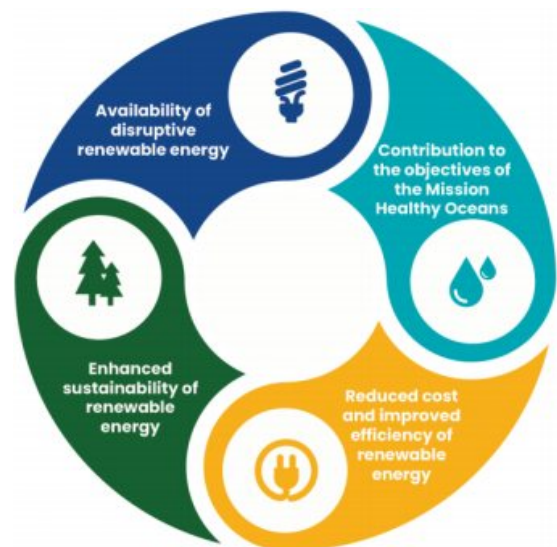 Availability of
disruptive
renewable energy
Contribution to
the objectives of
the Mission
Healthy Oceans
Enhanced
sustainability of
renewable
energy
Reduced cost
and improved
efficiency of
renewable
energy